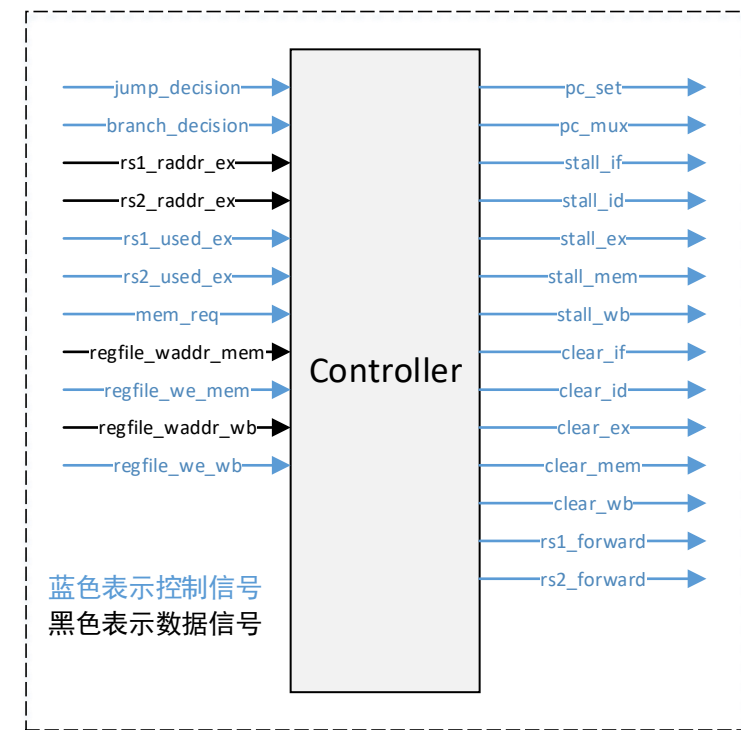 jump_decision
branch_decision
rs1_raddr_ex
rs2_raddr_ex
rs1_used_ex
rs2_used_ex
mem_req
regfile_waddr_mem
regfile_we_mem
regfile_waddr_wb
regfile_we_wb
Controller
pc_set
pc_mux
stall_if
stall_id
stall_ex
stall_mem
stall_wb
clear_if
clear_id
clear_ex
clear_mem
clear_wb
rs1_forward
rs2_forward
蓝色表示控制信号
黑色表示数据信号